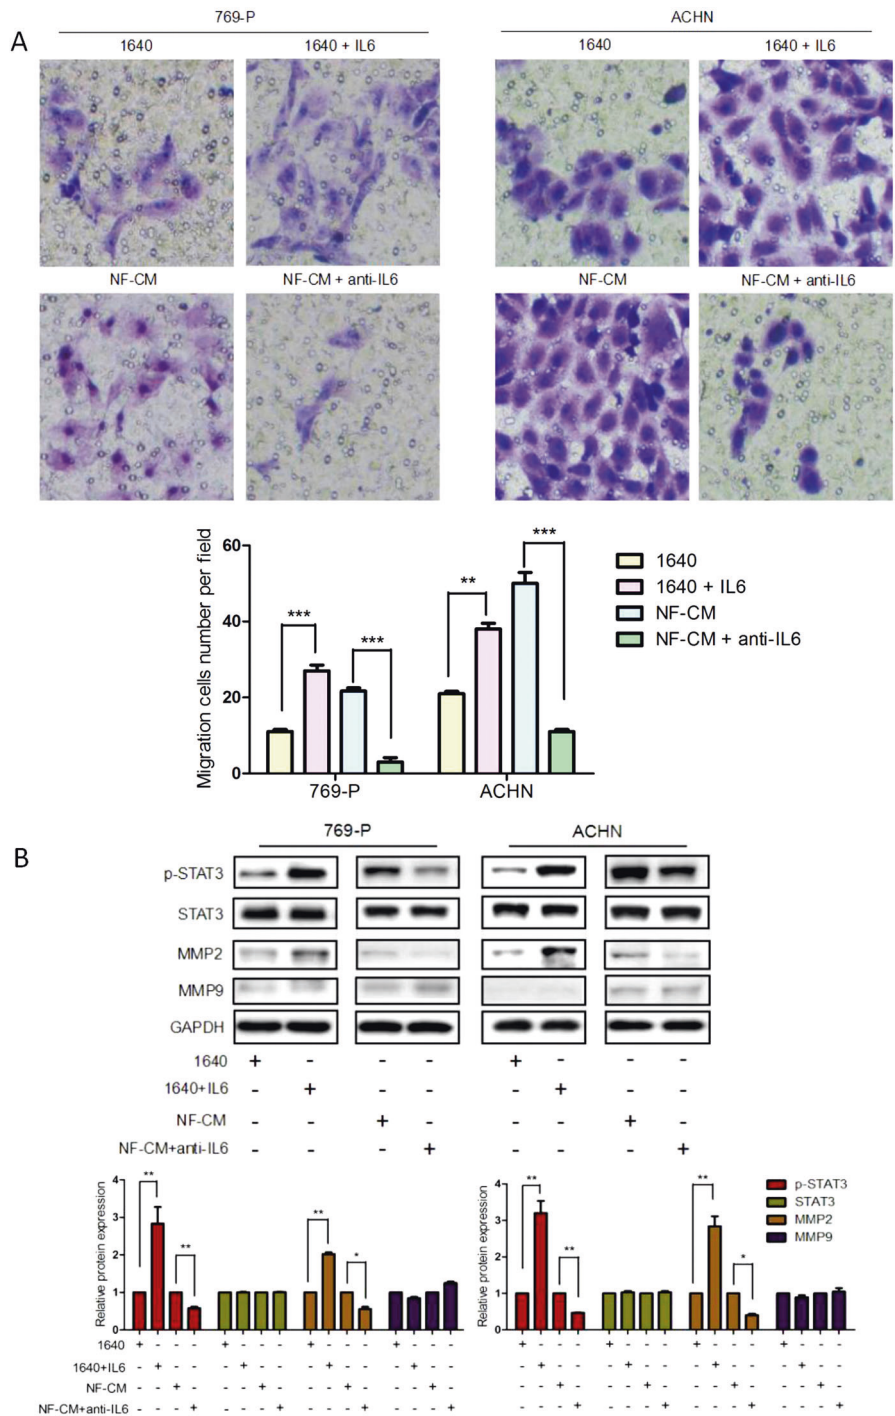 769-P ACHN
A 1640 1640 + IL6 1640 1640 + IL6
NF-CM NF-CM + anti-IL6 NF-CM NF-CM + anti-IL6
Migration cells number per field
60
40
20
0
*** *** ** ***
769-P ACHN
1640
1640 + IL6
NF-CM
NF-CM + anti-IL6
B
769-P ACHN
p-STAT3
STAT3
MMP2
MMP9
GAPDH
1640 + - - - + - - -
1640+IL6 - + - - - + - -
NF-CM - - + - - - + -
NF-CM+anti-IL6 - - - + - - - +
Relative protein expression
4
3
2
1
0
** ** ** *
1640 + - - - + - - - + - - - + - - -
1640+IL6 - + - - - + - - - + - - - + - -
NF-CM - - + - - - + - - - + - - - + -
NF-CM+anti-IL6 - - - + - - - + - - - + - - - +
Relative protein expression
4
3
2
1
0
** ** ** *
p-STAT3
STAT3
MMP2
MMP9
+ - - - + - - - + - - - + - - -
- + - - - + - - - + - - - + - -
- - + - - - + - - - + - - - + -
- - - + - - - + - - - + - - - +